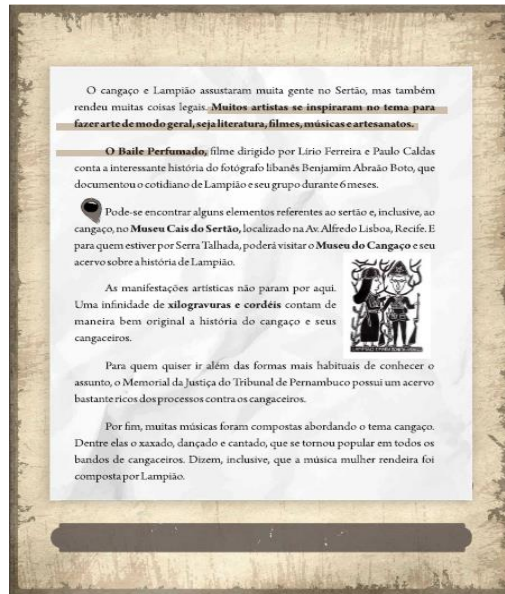 O cangaço e Lampião assustaram muita gente no Sertão, mas também
rendeu muitas coisas legais. Muitos artistas se inspiraram no tema para
fazer arte de modo geral, seja literatura, filmes, músicas e artesanatos.
O Baile Perfumado, filme dirigido por Lírio Ferreira e Paulo Caldas
conta a interessante história do fotógrafo libanês Benjamim Abraão Boto, que
documentou o cotidiano de Lampião e seu grupo durante 6 meses.
Pode-se encontrar alguns elementos referentes ao sertão e, inclusive, ao
cangaço, no Museu Cais do Sertão, localizado na Av. Alfredo Lisboa, Recife. E
para quem estiver por Serra Talhada, poderá visitar o Museu do Cangaço e seu
acervo sobre a história de Lampião.
As manifestações artísticas não param por aqui.
Uma infinidade de xilogravuras e cordéis contam de
maneira bem original a história do cangaço e seus
cangaceiros.
Para quem quiser ir além das formas mais habituais de conhecer o
assunto, o Memorial da Justiça do Tribunal de Pernambuco possui um acervo
bastante ricos dos processos contra os cangaceiros.
Por fim, muitas músicas foram compostas abordando o tema cangaço.
Dentre elas o xaxado, dançado e cantado, que se tornou popular em todos os
bandos de cangaceiros. Dizem, inclusive, que a música mulher rendeira foi
composta por Lampião.